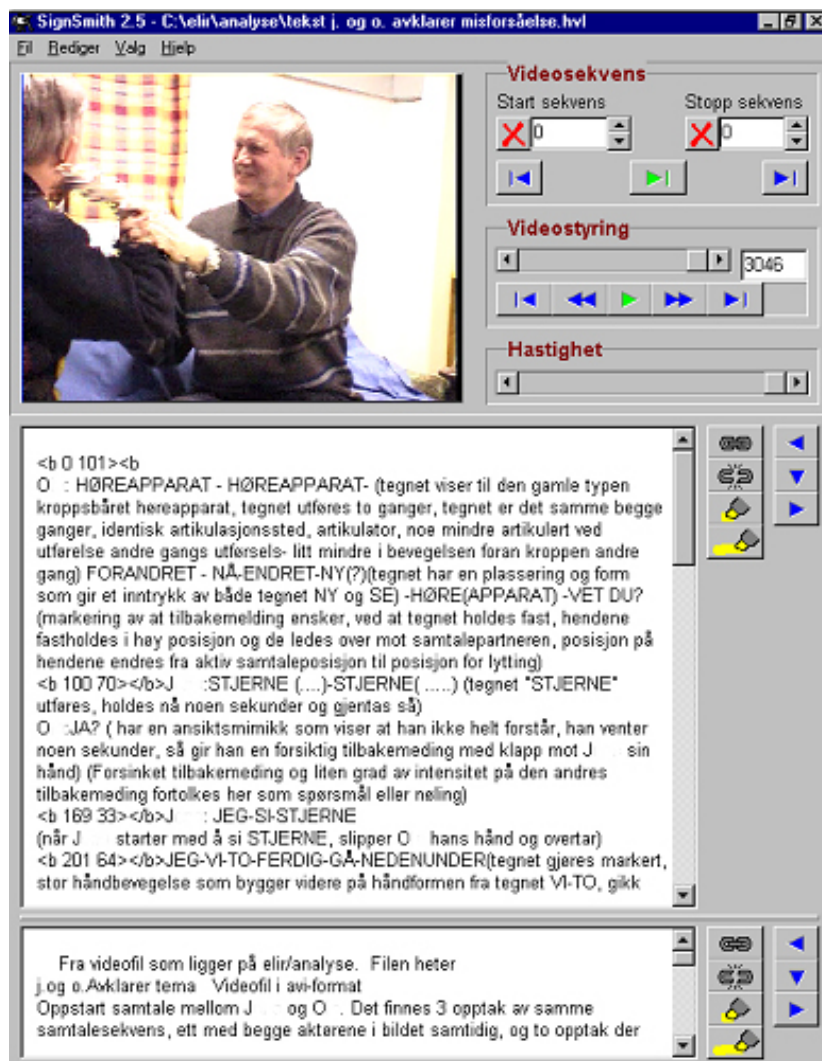 SignSmith 2.5 - C:\elir\analyse\tekst j. og o. avklarer misforsåelse.hvl
Fil Rediger Valg Hjelp
Videosekvens
Start sekvens Stopp sekvens
0 0
Videostyring
3046
Hastighet
<b 0 101><b
O : HØREAPPARAT - HØREAPPARAT- (tegnet viser til den gamle typen
kroppsbåret høreapparat, tegnet utføres to ganger, tegnet er det samme begge
ganger, identisk artikulasjonssted, artikulator, noe mindre artikulert ved
utførelse andre gangs utførsels- litt mindre i bevegelsen foran kroppen andre
gang) FORANDRET - NÅ-ENDRET-NY(?)(tegnet har en plassering og form
som gir et inntrykk av både tegnet NY og SE) -HØRE(APPARAT) -VET DU?
(markering av at tilbakemelding ønsker, ved at tegnet holdes fast, hendene
fastholdes i høy posisjon og de ledes over mot samtalepartneren, posisjon på
hendene endres fra aktiv samtaleposisjon til posisjon for lytting)
<b 100 70></b>J :STJERNE (....)-STJERNE( .....) (tegnet "STJERNE"
utføres, holdes nå noen sekunder og gjentas så)
O :JA? ( har en ansiktsmimikk som viser at han ikke helt forstår, han venter
noen sekunder, så gir han en forsiktig tilbakemeding med klapp mot J sin
hånd) (Forsinket tilbakemeding og liten grad av intensitet på den andres
tilbakemeding fortolkes her som spørsmål eller nøling)
<b 169 33></b>J : JEG-SI-STJERNE
(når J starter med å si STJERNE, slipper O hans hånd og overtar)
<b 201 64></b>JEG-VI-TO-FERDIG-GÅ-NEDENUNDER(tegnet gjøres markert,
stor håndbevegelse som bygger videre på håndformen fra tegnet VI-TO, gikk
Fra videofil som ligger på elir/analyse. Filen heter
j.og o.Avklarer tema Videofil i avi-format
Oppstart samtale mellom J og O . Det finnes 3 opptak av samme
samtalesekvens, ett med begge aktørene i bildet samtidig, og to opptak der